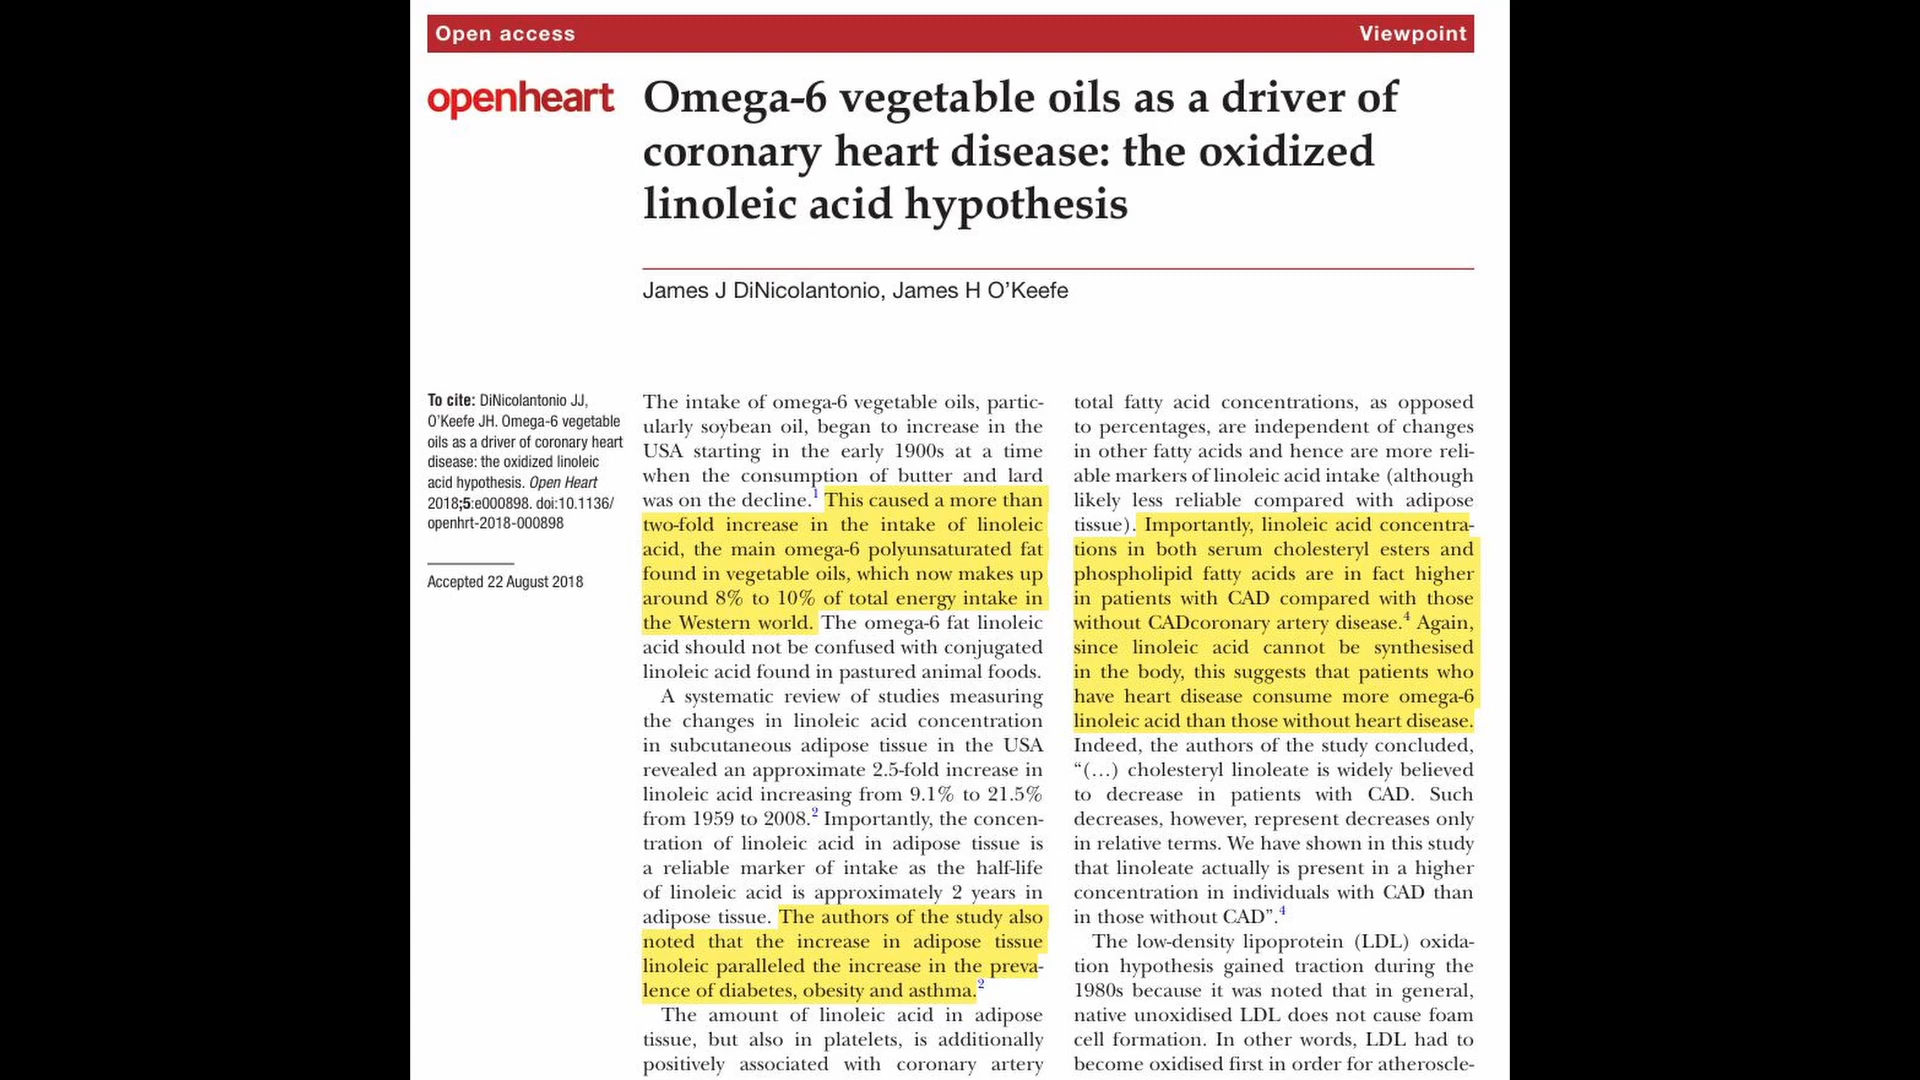 Open access
Viewpoint
openheart
Omega-6 vegetable oils as a driver of
coronary heart disease: the oxidized
linoleic acid hypothesis
James J DiNicolantonio, James H O'Keefe
To cite: DiNicolantonio JJ,
O'Keefe JH. Omega-6 vegetable
oils as a driver of coronary heart
disease: the oxidized linoleic
acid hypothesis. Open Heart
2018;5:e000898. doi:10.1136/
openhrt-2018-000898
Accepted 22 August 2018
The intake of omega-6 vegetable oils, partic-
ularly soybean oil, began to increase in the
USA starting in the early 1900s at a time
when the consumption of butter and lard
was on the decline.1 This caused a more than
two-fold increase in the intake of linoleic
acid, the main omega-6 polyunsaturated fat
found in vegetable oils, which now makes up
around 8% to 10% of total energy intake in
the Western world. The omega-6 fat linoleic
acid should not be confused with conjugated
linoleic acid found in pastured animal foods.
A systematic review of studies measuring
the changes in linoleic acid concentration
in subcutaneous adipose tissue in the USA
revealed an approximate 2.5-fold increase in
linoleic acid increasing from 9.1% to 21.5%
from 1959 to 2008.2 Importantly, the concen-
tration of linoleic acid in adipose tissue is
a reliable marker of intake as the half-life
of linoleic acid is approximately 2 years in
adipose tissue. The authors of the study also
noted that the increase in adipose tissue
linoleic paralleled the increase in the preva-
lence of diabetes, obesity and asthma.2
The amount of linoleic acid in adipose
tissue, but also in platelets, is additionally
positively associated with coronary artery
total fatty acid concentrations, as opposed
to percentages, are independent of changes
in other fatty acids and hence are more reli-
able markers of linoleic acid intake (although
likely less reliable compared with adipose
tissue). Importantly, linoleic acid concentra-
tions in both serum cholesteryl esters and
phospholipid fatty acids are in fact higher
in patients with CAD compared with those
without CADcoronary artery disease.4 Again,
since linoleic acid cannot be synthesised
in the body, this suggests that patients who
have heart disease consume more omega-6
linoleic acid than those without heart disease.
Indeed, the authors of the study concluded,
“(…) cholesteryl linoleate is widely believed
to decrease in patients with CAD. Such
decreases, however, represent decreases only
in relative terms. We have shown in this study
that linoleate actually is present in a higher
concentration in individuals with CAD than
in those without CAD”.4
The low-density lipoprotein (LDL) oxida-
tion hypothesis gained traction during the
1980s because it was noted that in general,
native unoxidised LDL does not cause foam
cell formation. In other words, LDL had to
become oxidised first in order for atheroscle-